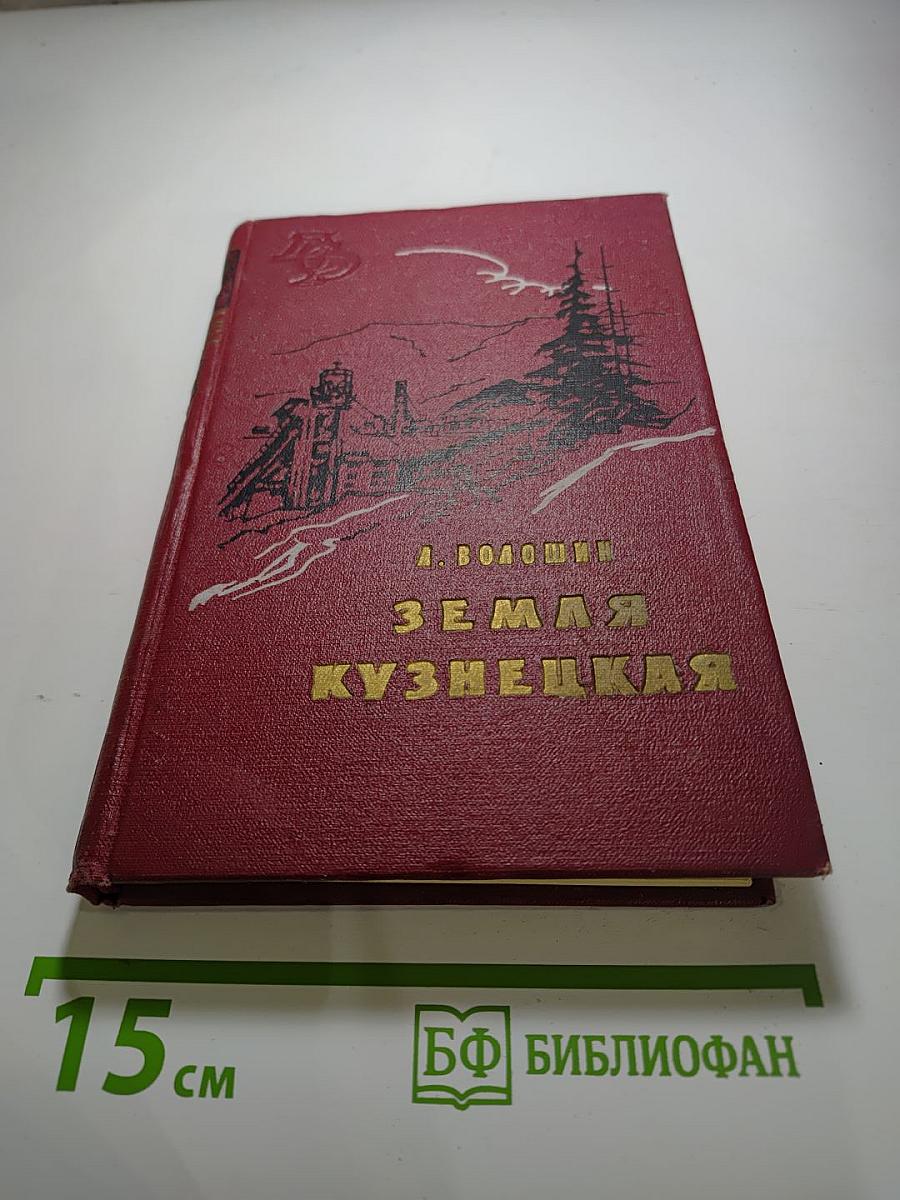 А. ВОЛОШИН
ЗЕМЛЯ
КУЗНЕЦКАЯ
15 см
БФ БИБЛИОФАН